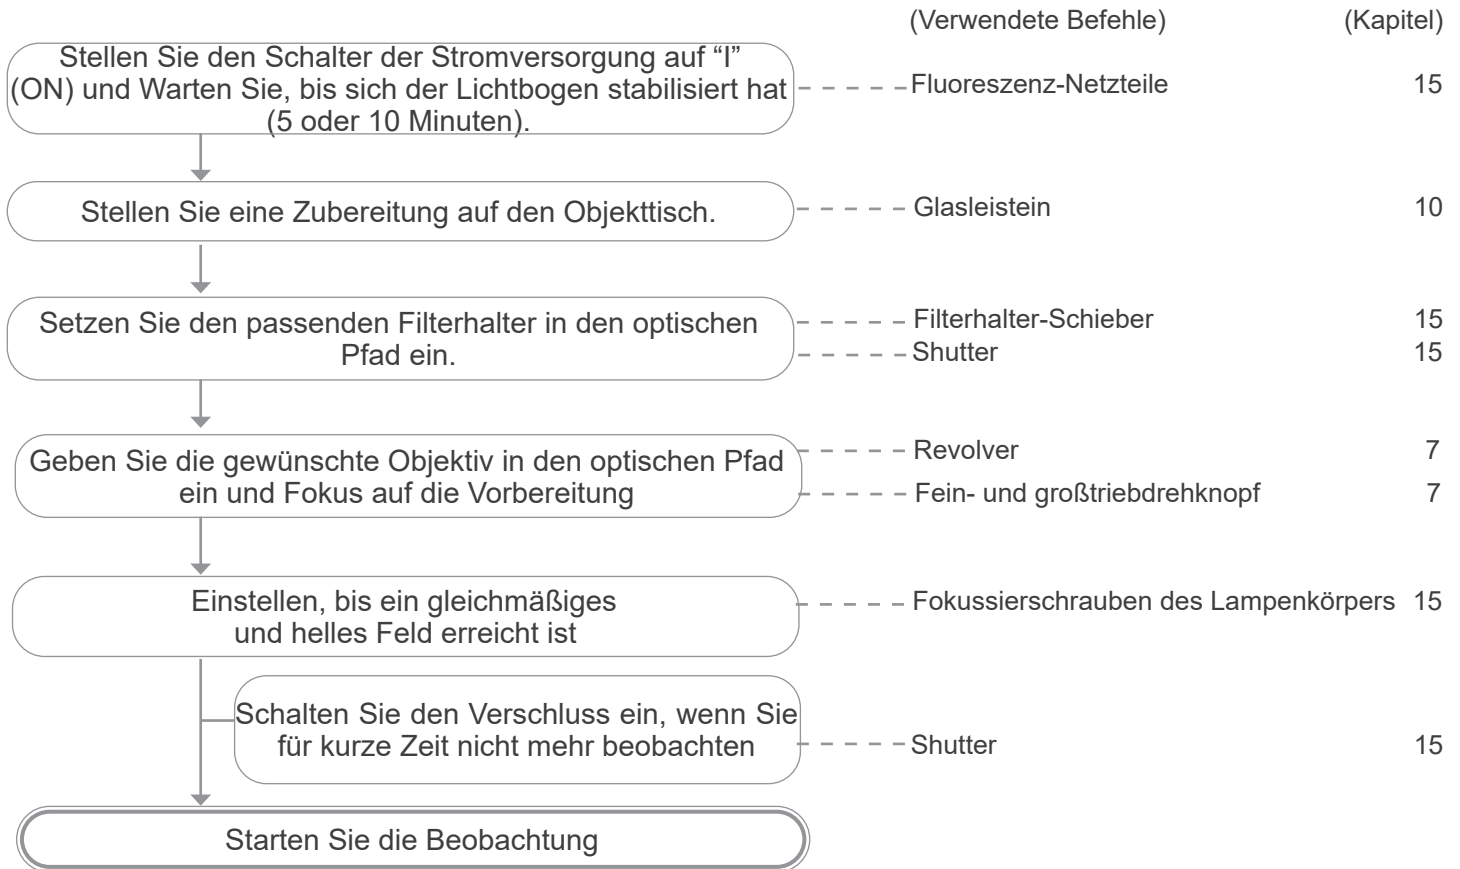 (Verwendete Befehle) (Kapitel)
Stellen Sie den Schalter der Stromversorgung auf “I”
(ON) und Warten Sie, bis sich der Lichtbogen stabilisiert hat
(5 oder 10 Minuten).
Fluoreszenz-Netzteile 15
Stellen Sie eine Zubereitung auf den Objekttisch.
Glasleistein 10
Setzen Sie den passenden Filterhalter in den optischen
Pfad ein.
Filterhalter-Schieber 15
Shutter 15
Geben Sie die gewünschte Objektiv in den optischen Pfad
ein und Fokus auf die Vorbereitung
Revolver 7
Fein- und großtriebdrehknopf 7
Einstellen, bis ein gleichmäßiges
und helles Feld erreicht ist
Fokussierschrauben des Lampenkörpers 15
Schalten Sie den Verschluss ein, wenn Sie
für kurze Zeit nicht mehr beobachten
Shutter 15
Starten Sie die Beobachtung